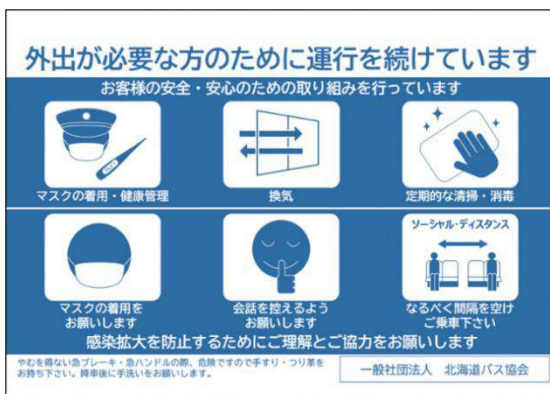 外出が必要な方のために運行を続けています
お客様の安全・安心のための取り組みを行っています
マスクの着用・健康管理
換気
定期的な清掃・消毒
マスクの着用を
お願いします
会話を控えるよう
お願いします
ソーシャル・ディスタンス
なるべく間隔を空け
ご乗車下さい
感染拡大を防止するためにご理解とご協力をお願いします
やむを得ない急ブレーキ・急ハンドルの際、危険ですので手すり・つり革を
お持ち下さい。降車後に手洗いをお願いします。
一般社団法人 北海道バス協会